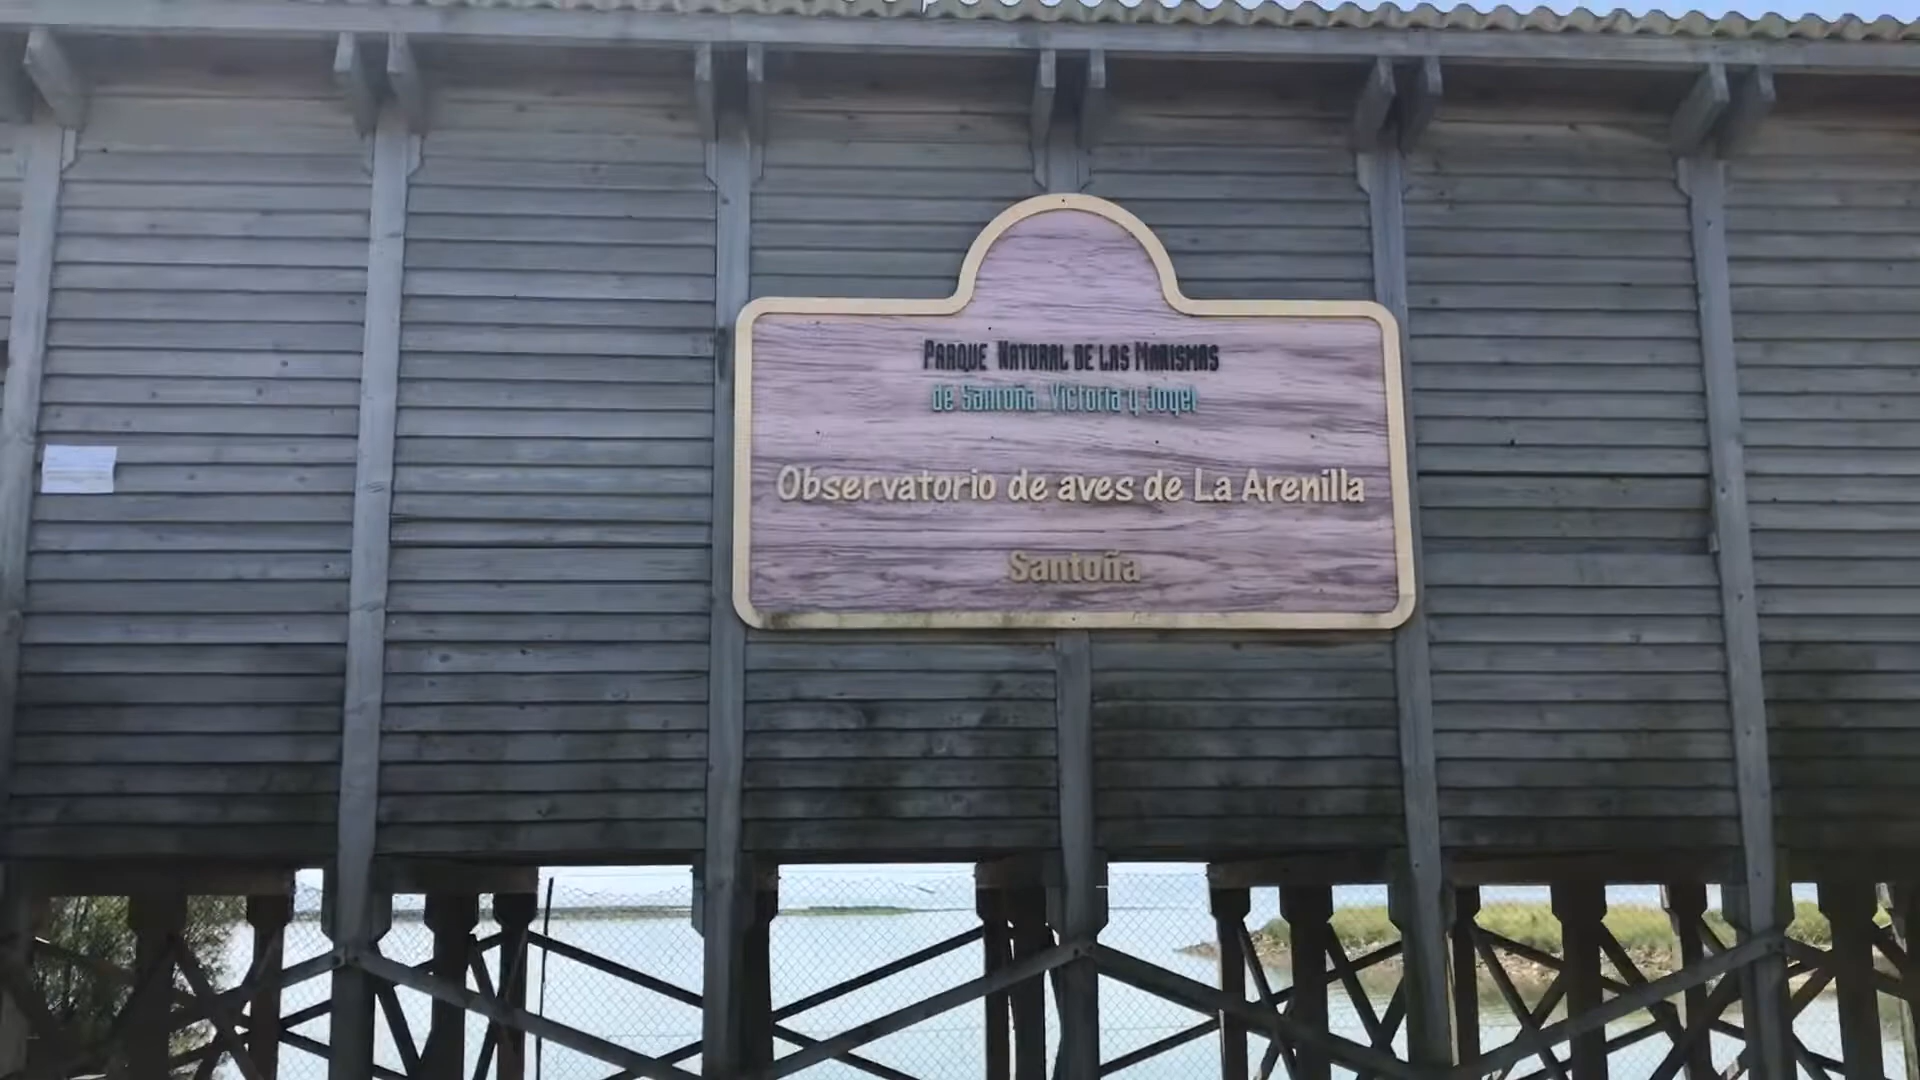 Parque Natural de las Marismas
de Santoña, Victoria y Joyel
Observatorio de aves de La Arenilla
Santoña